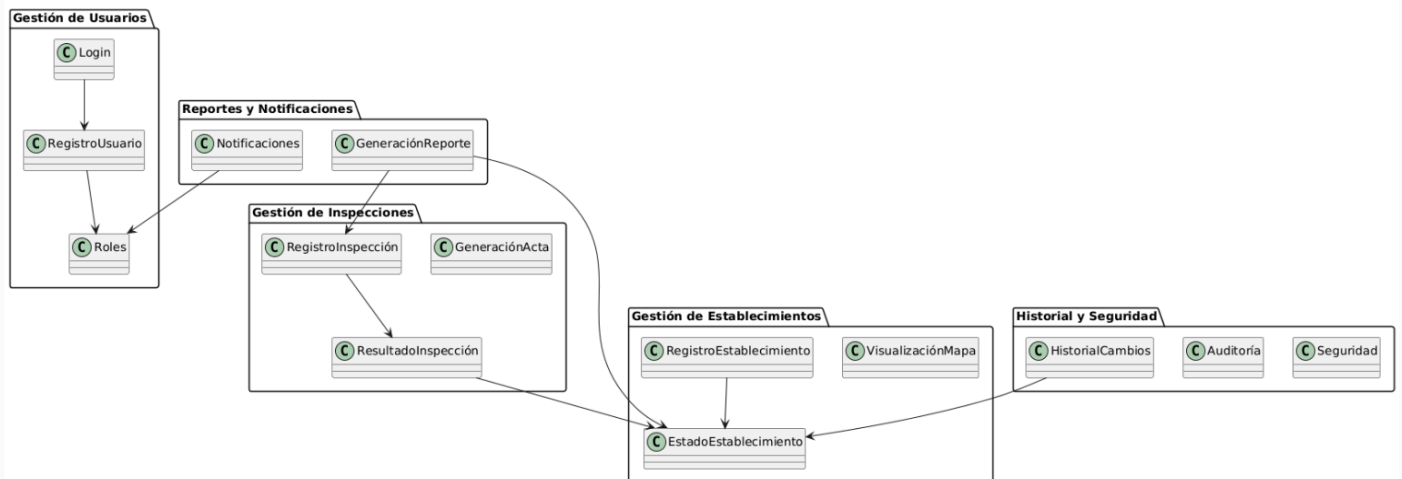 Gestión de Usuarios
C Login
C RegistroUsuario
C Roles
Reportes y Notificaciones
C Notificaciones
C GeneraciónReporte
Gestión de Inspecciones
C RegistroInspección
C GeneraciónActa
C ResultadoInspección
Gestión de Establecimientos
C RegistroEstablecimiento
C VisualizaciónMapa
C EstadoEstablecimiento
Historial y Seguridad
C HistorialCambios
C Auditoría
C Seguridad